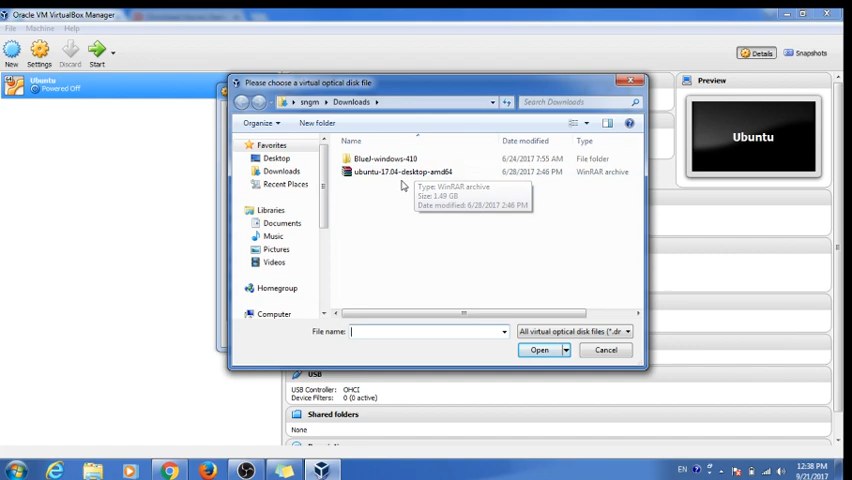 Oracle VM VirtualBox Manager
File Machine Help
New Settings Discard Start
Details Snapshots
Ubuntu
Powered Off
Preview
Ubuntu
Please choose a virtual optical disk file
sngm Downloads
Search Downloads
Organize New folder
Favorites
Desktop
Downloads
Recent Places
Libraries
Documents
Music
Pictures
Videos
Homegroup
Computer
Name Date modified Type
BlueJ-windows-410 6/24/2017 7:55 AM File folder
ubuntu-17.04-desktop-amd64 6/28/2017 2:46 PM WinRAR archive
Type: WinRAR archive
Size: 1.49 GB
Date modified: 6/28/2017 2:46 PM
File name:
All virtual optical disk files (*.dr
Open Cancel
USB
USB Controller: OHCI
Device Filters: 0 (0 active)
Shared folders
None
EN
12:38 PM
9/21/2017